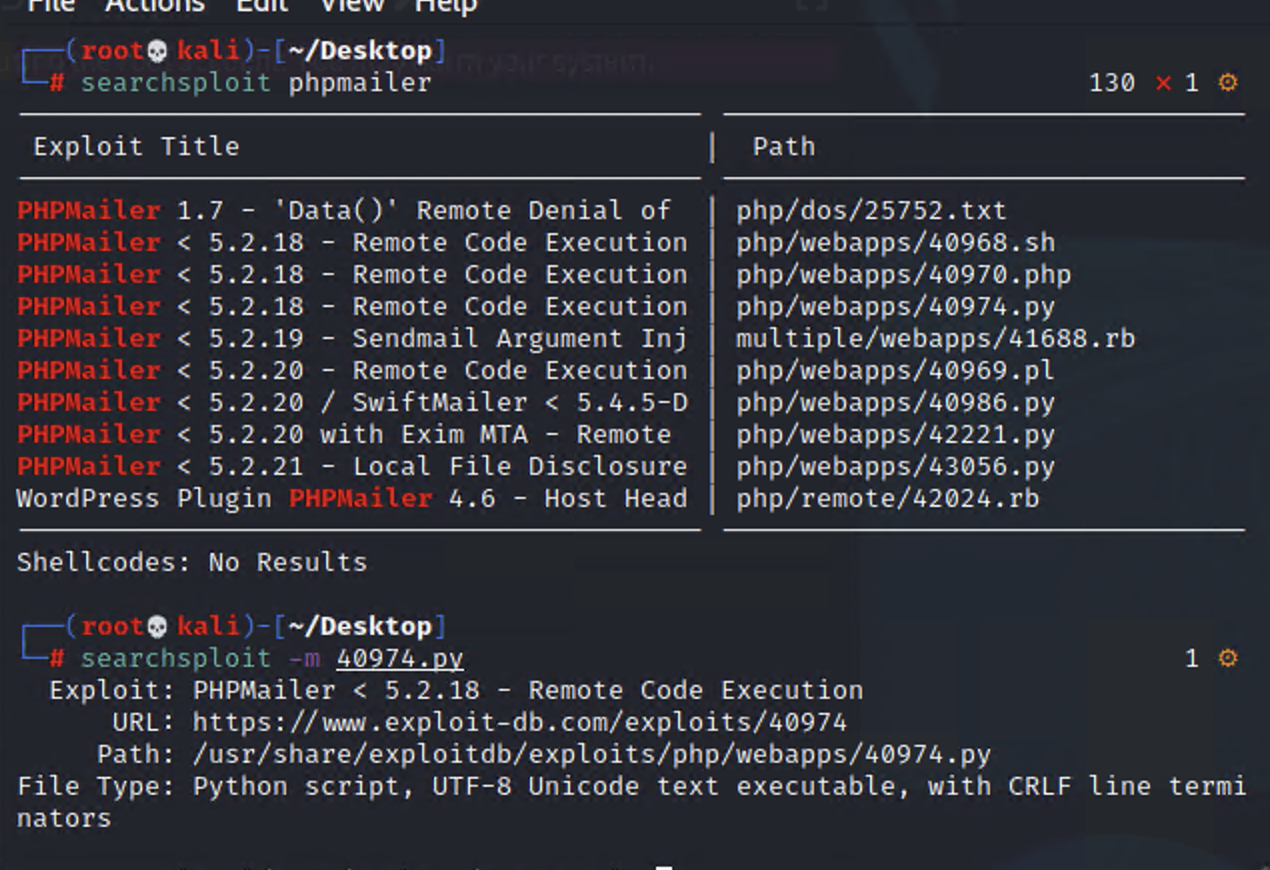 File Actions Edit View Help
(root💀kali)-[~/Desktop]
# searchsploit phpmailer 130 ⨯ 1 ⚙
Exploit Title | Path
PHPMailer 1.7 - 'Data()' Remote Denial of | php/dos/25752.txt
PHPMailer < 5.2.18 - Remote Code Execution | php/webapps/40968.sh
PHPMailer < 5.2.18 - Remote Code Execution | php/webapps/40970.php
PHPMailer < 5.2.18 - Remote Code Execution | php/webapps/40974.py
PHPMailer < 5.2.19 - Sendmail Argument Inj | multiple/webapps/41688.rb
PHPMailer < 5.2.20 - Remote Code Execution | php/webapps/40969.pl
PHPMailer < 5.2.20 / SwiftMailer < 5.4.5-D | php/webapps/40986.py
PHPMailer < 5.2.20 with Exim MTA - Remote | php/webapps/42221.py
PHPMailer < 5.2.21 - Local File Disclosure | php/webapps/43056.py
WordPress Plugin PHPMailer 4.6 - Host Head | php/remote/42024.rb
Shellcodes: No Results
(root💀kali)-[~/Desktop]
# searchsploit -m 40974.py 1 ⚙
Exploit: PHPMailer < 5.2.18 - Remote Code Execution
URL: https://www.exploit-db.com/exploits/40974
Path: /usr/share/exploitdb/exploits/php/webapps/40974.py
File Type: Python script, UTF-8 Unicode text executable, with CRLF line termi
nators